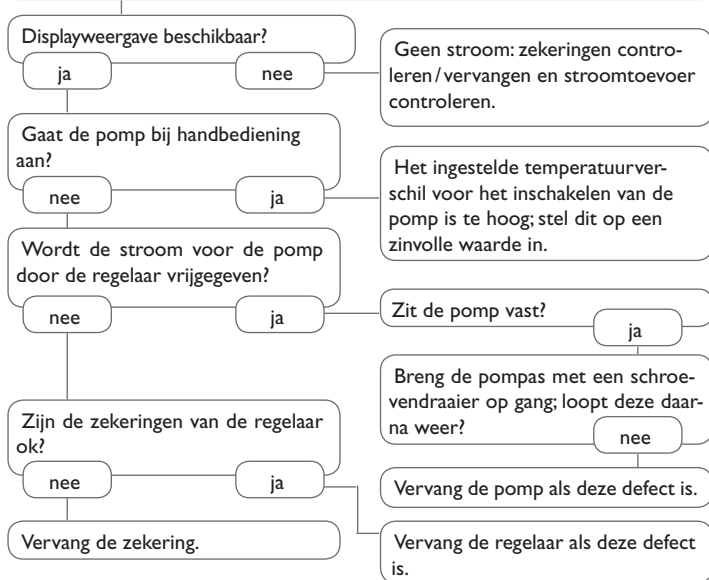 Displayweergave beschikbaar?
ja
nee
Geen stroom: zekeringen contro-
leren / vervangen en stroomtoevoer
controleren.
Gaat de pomp bij handbediening
aan?
nee
ja
Het ingestelde temperatuurver-
schil voor het inschakelen van de
pomp is te hoog; stel dit op een
zinvolle waarde in.
Wordt de stroom voor de pomp
door de regelaar vrijgegeven?
nee
ja
Zit de pomp vast?
ja
Breng de pompas met een schroe-
vendraaier op gang; loopt deze daar-
na weer?
nee
Vervang de pomp als deze defect is.
Zijn de zekeringen van de regelaar
ok?
nee
ja
Vervang de zekering.
Vervang de regelaar als deze defect
is.